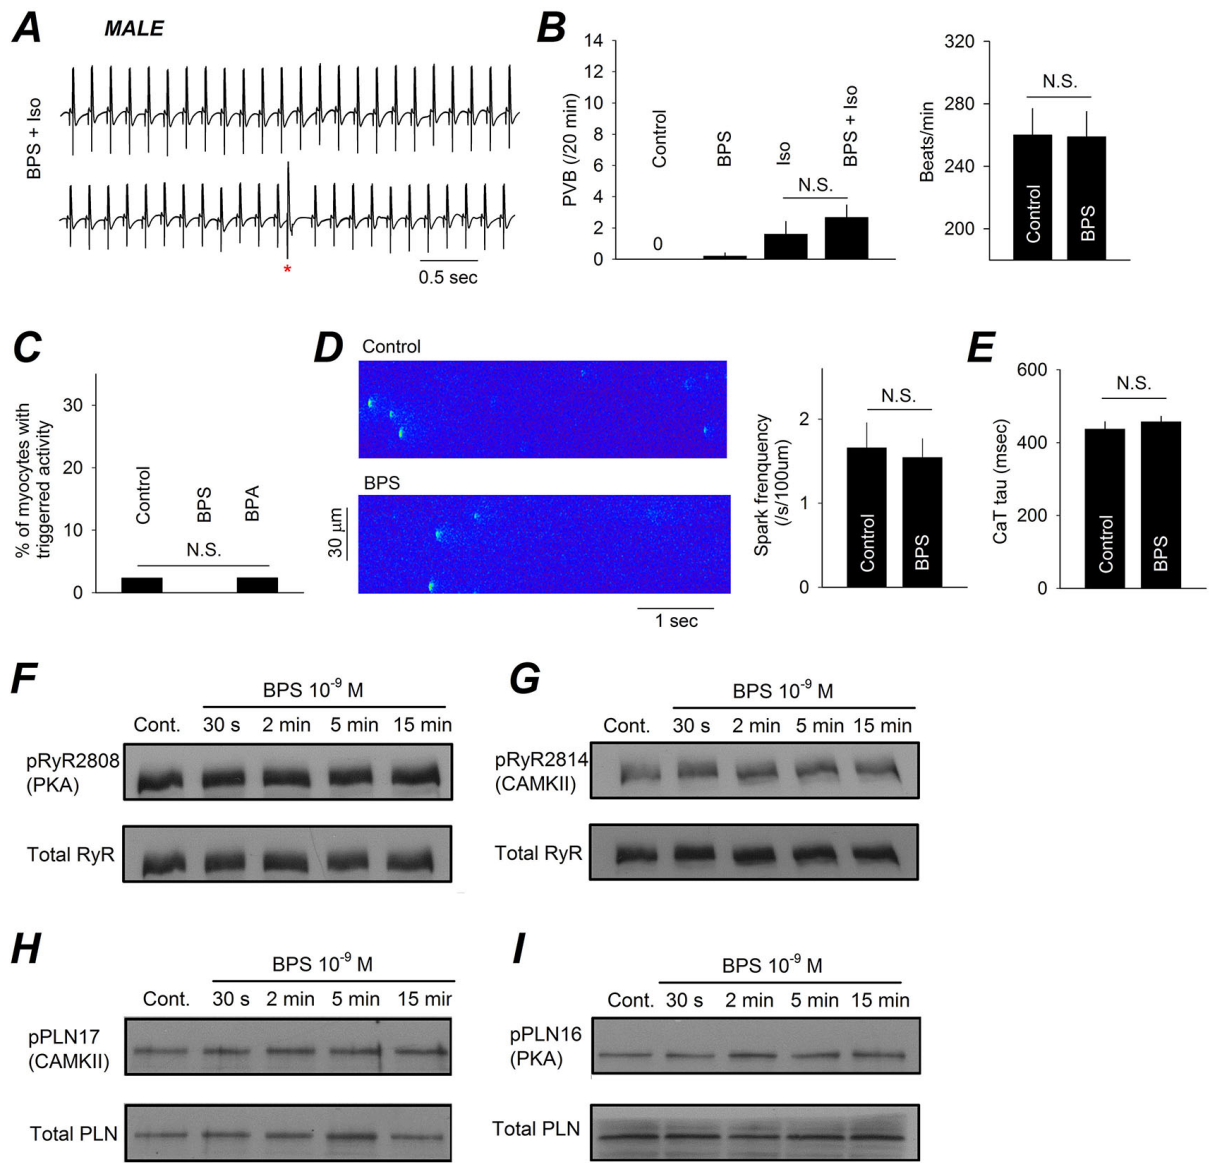 A
MALE
BPS + Iso
*
0.5 sec
B
PVB (/20 min)
14
12
10
8
6
4
2
0
Control
0
BPS
Iso
BPS + Iso
N.S.
Beats/min
320
280
240
200
N.S.
Control
BPS
C
% of myocytes with
triggerred activity
30
20
10
0
Control
BPS
BPA
N.S.
D
Control
BPS
30 µm
1 sec
Spark frenquency
(/s/100um)
2
1
0
N.S.
Control
BPS
E
CaT tau (msec)
600
400
200
0
N.S.
Control
BPS
F
BPS 10⁻⁹ M
Cont. 30 s 2 min 5 min 15 min
pRyR2808
(PKA)
Total RyR
G
BPS 10⁻⁹ M
Cont. 30 s 2 min 5 min 15 min
pRyR2814
(CAMKII)
Total RyR
H
BPS 10⁻⁹ M
Cont. 30 s 2 min 5 min 15 min
pPLN17
(CAMKII)
Total PLN
I
BPS 10⁻⁹ M
Cont. 30 s 2 min 5 min 15 min
pPLN16
(PKA)
Total PLN